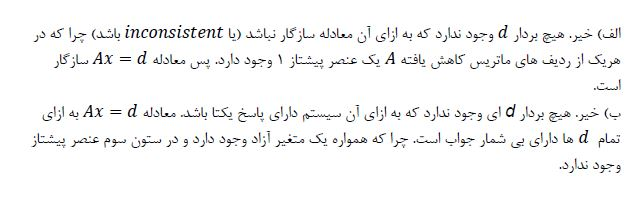 الف) خیر. هیچ بردار d وجود ندارد که به ازای آن معادله سازگار نباشد (یا inconsistent باشد) چرا که در
هریک از ردیف های ماتریس کاهش یافته A یک عنصر پیشتاز ۱ وجود دارد. پس معادله Ax = d سازگار
است.
ب) خیر. هیچ بردار d ای وجود ندارد که به ازای آن سیستم دارای پاسخ یکتا باشد. معادله Ax = d به ازای
تمام d ها دارای بی شمار جواب است. چرا که همواره یک متغیر آزاد وجود دارد و در ستون سوم عنصر پیشتاز
وجود ندارد.